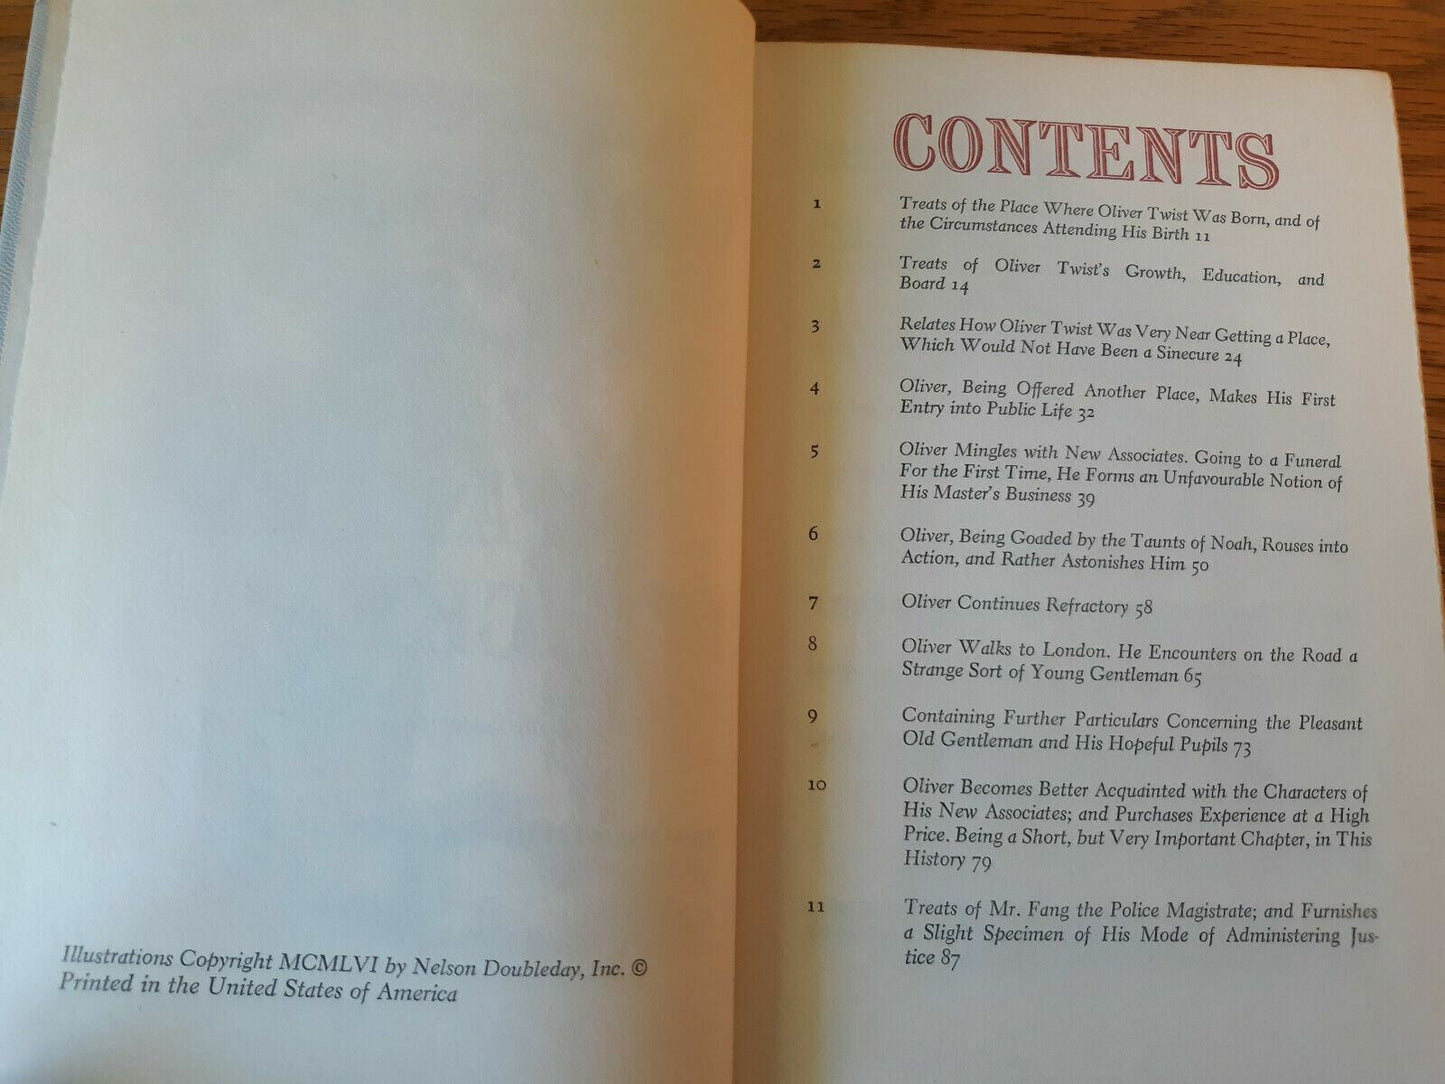 Illustrations Copyright MCMLVI by Nelson Doubleday, Inc. ©
Printed in the United States of America
CONTENTS
1 Treats of the Place Where Oliver Twist Was Born, and of
the Circumstances Attending His Birth 11
2 Treats of Oliver Twist's Growth, Education, and
Board 14
3 Relates How Oliver Twist Was Very Near Getting a Place,
Which Would Not Have Been a Sinecure 24
4 Oliver, Being Offered Another Place, Makes His First
Entry into Public Life 32
5 Oliver Mingles with New Associates. Going to a Funeral
For the First Time, He Forms an Unfavourable Notion of
His Master's Business 39
6 Oliver, Being Goaded by the Taunts of Noah, Rouses into
Action, and Rather Astonishes Him 50
7 Oliver Continues Refractory 58
8 Oliver Walks to London. He Encounters on the Road a
Strange Sort of Young Gentleman 65
9 Containing Further Particulars Concerning the Pleasant
Old Gentleman and His Hopeful Pupils 73
10 Oliver Becomes Better Acquainted with the Characters of
His New Associates; and Purchases Experience at a High
Price. Being a Short, but Very Important Chapter, in This
History 79
11 Treats of Mr. Fang the Police Magistrate; and Furnishes
a Slight Specimen of His Mode of Administering Jus-
tice 87